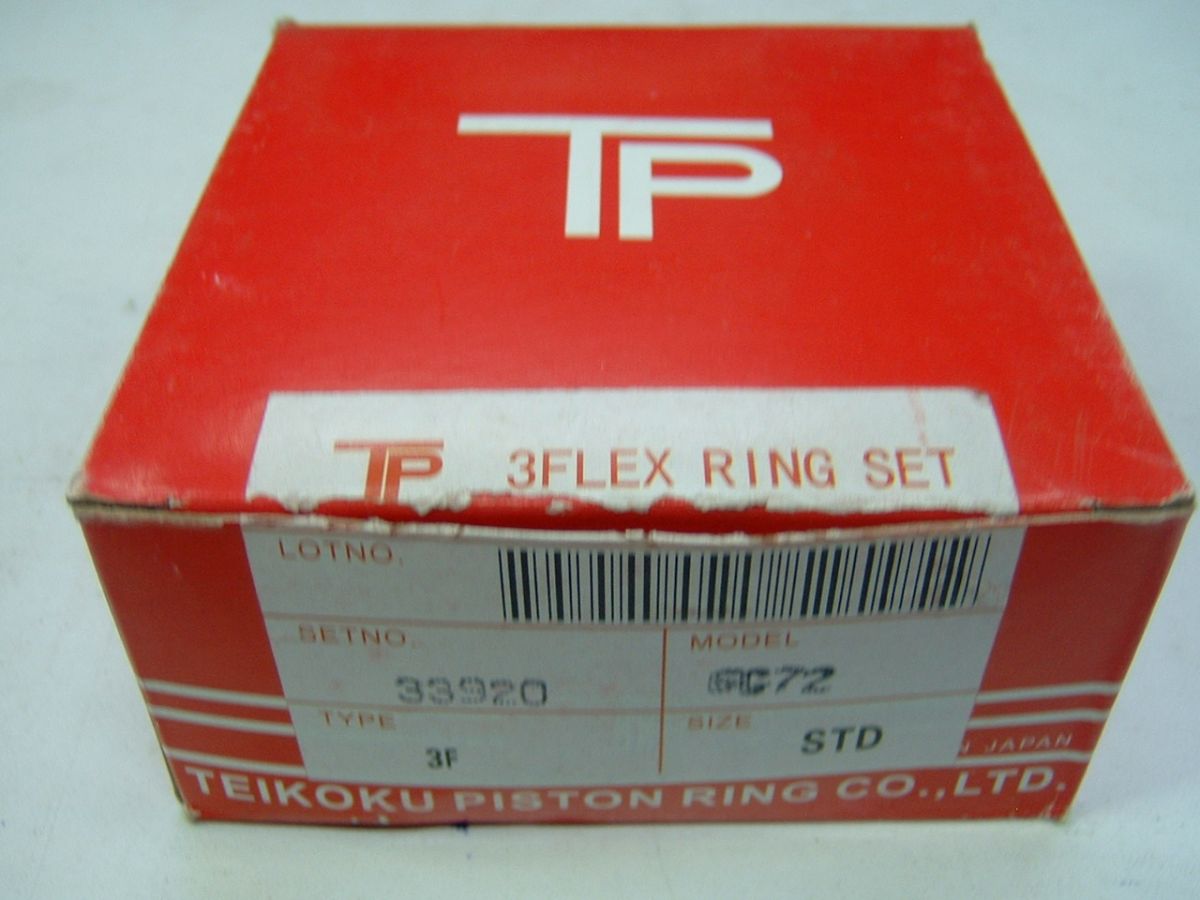 TP
TP 3FLEX RING SET
LOTNO.
SETNO. MODEL
33920
TYPE SIZE
3F STD
N JAPAN
TEIKOKU PISTON RING CO.,LTD.